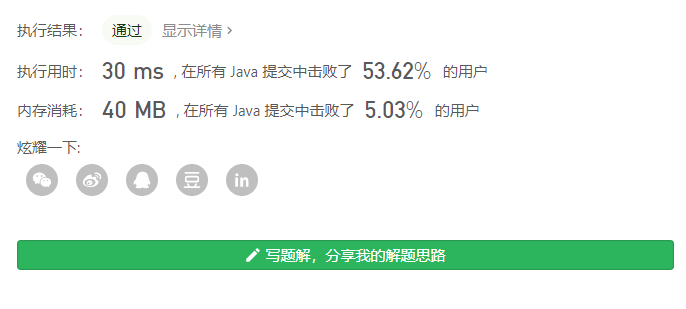 执行结果： 通过 显示详情 ›
执行用时： 30 ms , 在所有 Java 提交中击败了 53.62% 的用户
内存消耗： 40 MB , 在所有 Java 提交中击败了 5.03% 的用户
炫耀一下:
豆 in
写题解，分享我的解题思路